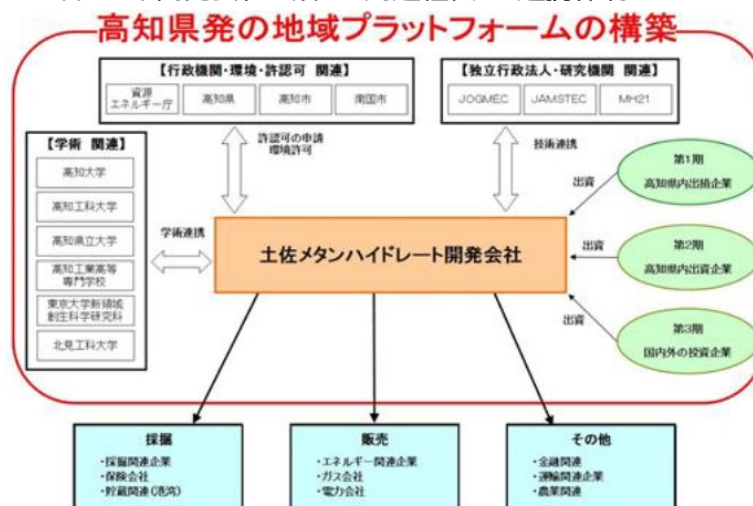 高知県発の地域プラットフォームの構築
【行政機関・環境・許認可 関連】
資源
エネルギー庁
高知県
高知市
南国市
【独立行政法人・研究機関 関連】
JOGMEC
JAMSTEC
MH21
許認可の申請
環境許可
技術連携
【学術 関連】
高知大学
高知工科大学
高知県立大学
高知工業高等
専門学校
東京大学新領域
創生科学研究科
北見工科大学
学術連携
土佐メタンハイドレート開発会社
出資
第1期
高知県内出捐企業
出資
第2期
高知県内出資企業
出資
第3期
国内外の投資企業
採掘
・採掘関連企業
・保険会社
・貯蔵関連(港湾)
販売
・エネルギー関連企業
・ガス会社
・電力会社
その他
・金融関連
・運輸関連企業
・農業関連